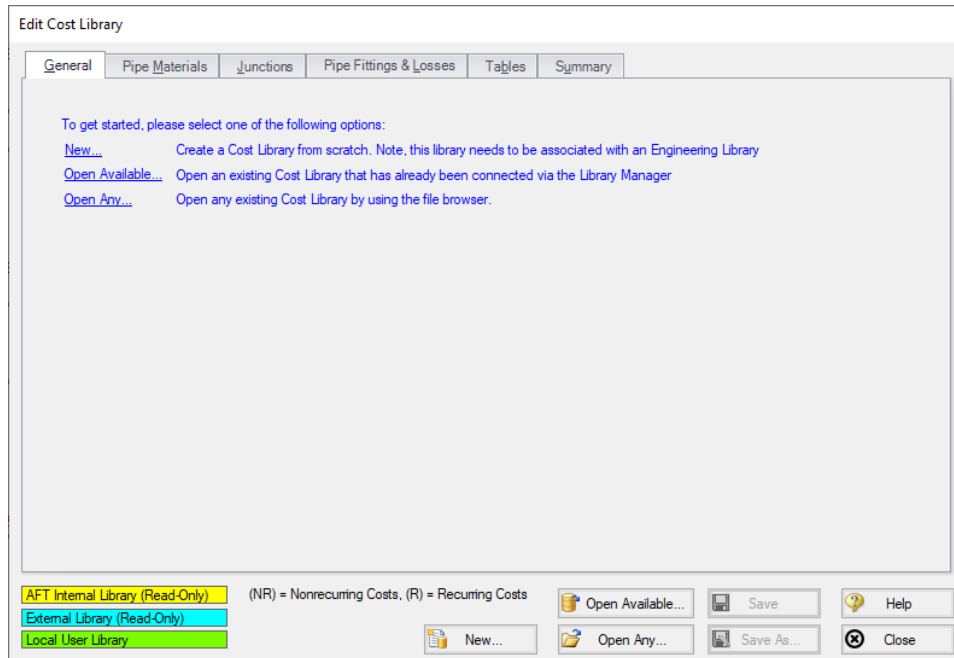 Edit Cost Library
General Pipe Materials Junctions Pipe Fittings & Losses Tables Summary
To get started, please select one of the following options:
New... Create a Cost Library from scratch. Note, this library needs to be associated with an Engineering Library
Open Available... Open an existing Cost Library that has already been connected via the Library Manager
Open Any... Open any existing Cost Library by using the file browser.
AFT Internal Library (Read-Only) (NR) = Nonrecurring Costs, (R) = Recurring Costs Open Available... Save Help
External Library (Read-Only)
Local User Library New... Open Any... Save As... Close